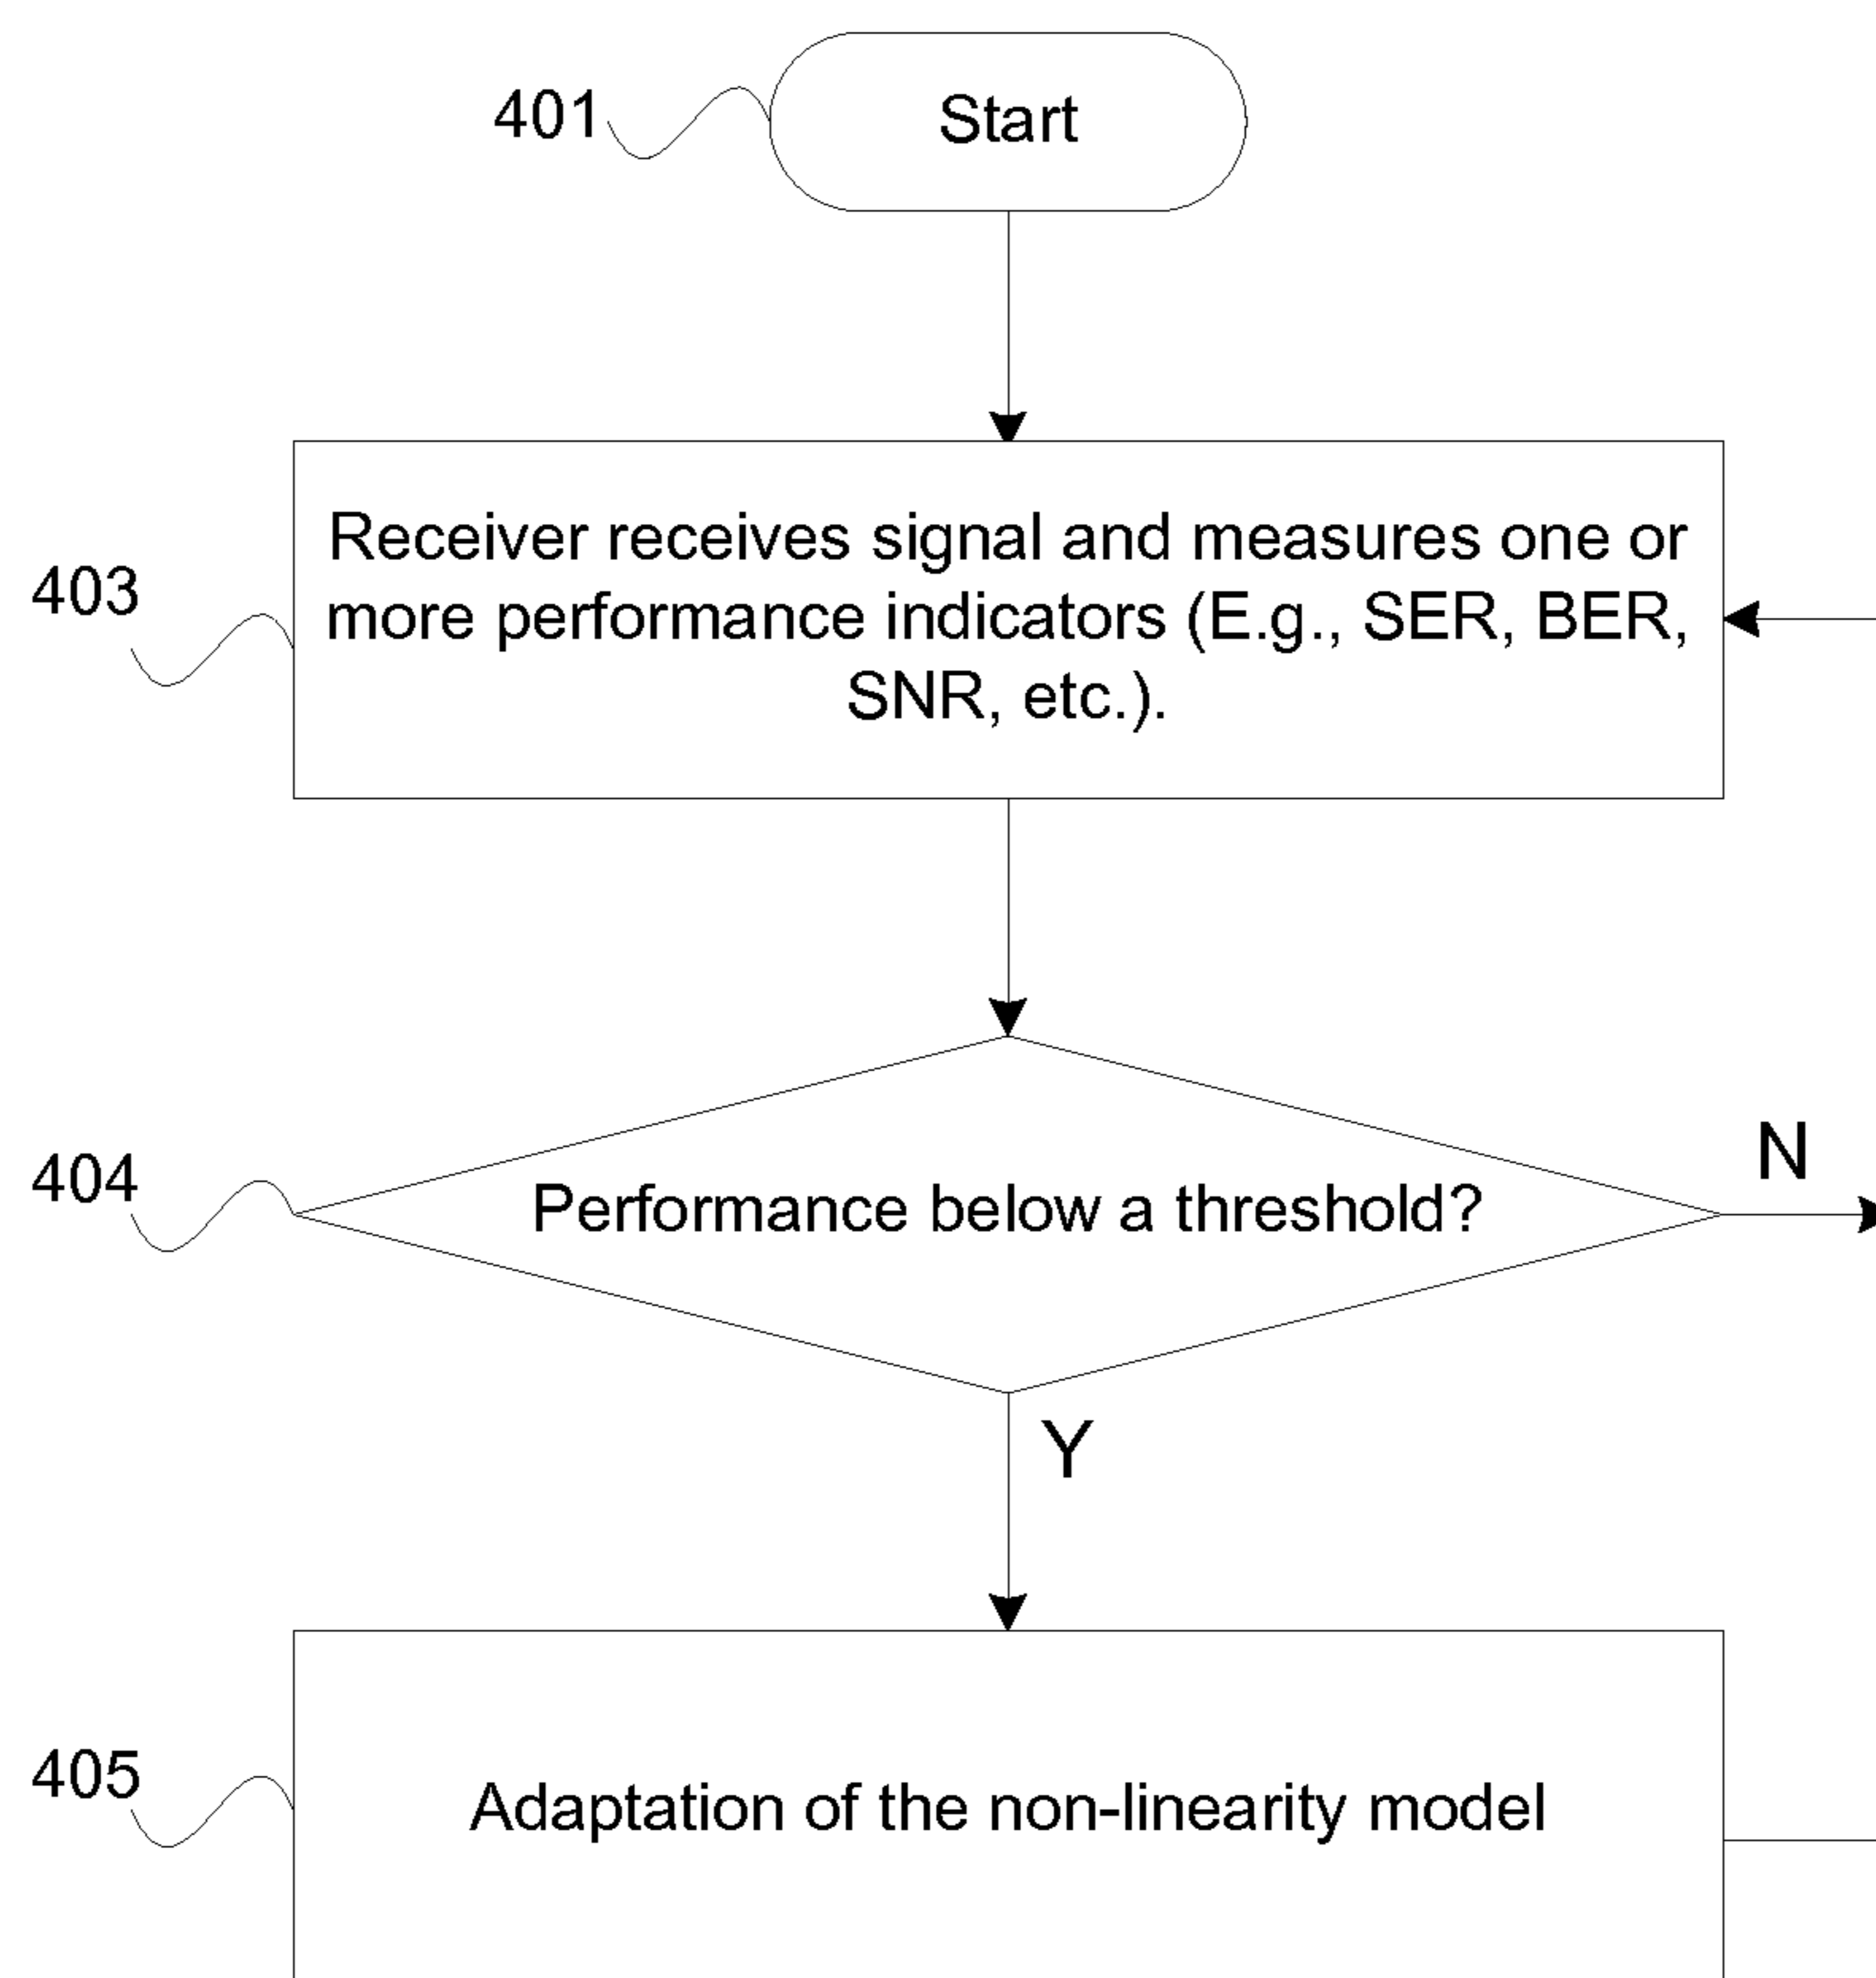 401
Start
403
Receiver receives signal and measures one or
more performance indicators (E.g., SER, BER,
SNR, etc.).
404
Performance below a threshold?
N
Y
405
Adaptation of the non-linearity model